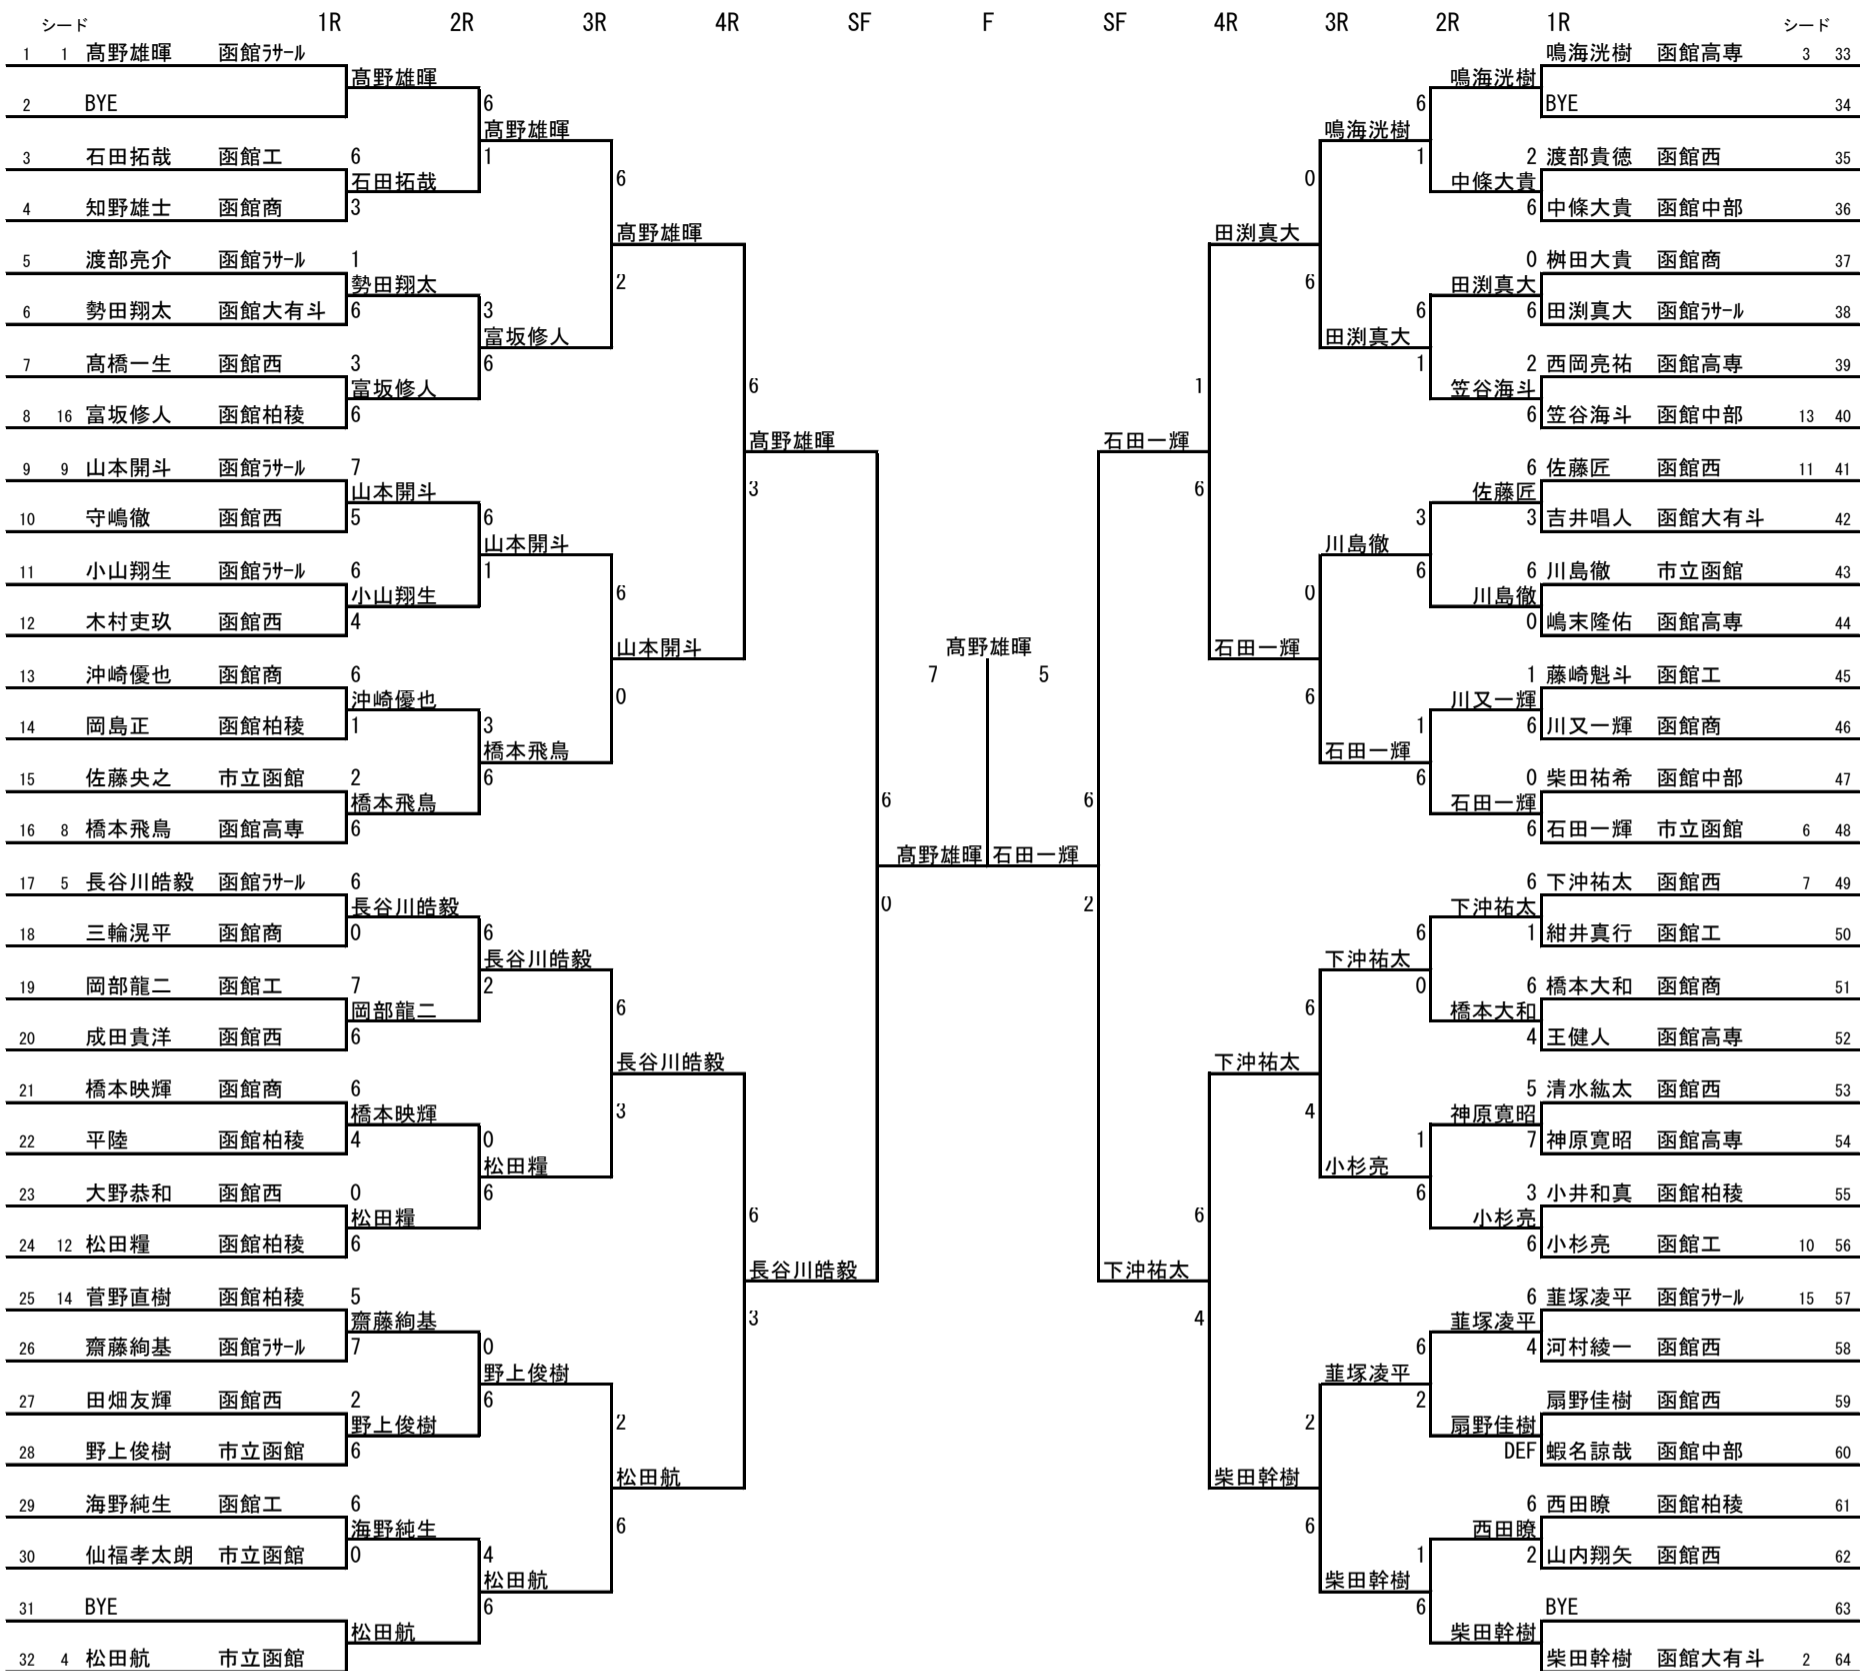 シード 1R 2R 3R 4R SF F SF 4R 3R 2R 1R シード
1 1 髙野雄暉 函館ﾗｻｰﾙ 鳴海洸樹 函館高専 3 33
髙野雄暉 鳴海洸樹
2 BYE 6 6 BYE 34
髙野雄暉 鳴海洸樹
3 石田拓哉 函館工 6 1 1 2 渡部貴徳 函館西 35
石田拓哉 6 0 中條大貴
4 知野雄士 函館商 3 6 中條大貴 函館中部 36
髙野雄暉 田渕真大
5 渡部亮介 函館ﾗｻｰﾙ 1 0 桝田大貴 函館商 37
勢田翔太 2 6 田渕真大
6 勢田翔太 函館大有斗 6 3 6 6 田渕真大 函館ﾗｻｰﾙ 38
富坂修人 田渕真大
7 髙橋一生 函館西 3 6 1 2 西岡亮祐 函館高専 39
富坂修人 6 1 笠谷海斗
8 16 富坂修人 函館柏稜 6 6 笠谷海斗 函館中部 13 40
髙野雄暉 石田一輝
9 9 山本開斗 函館ﾗｻｰﾙ 7 6 佐藤匠 函館西 11 41
山本開斗 3 6 佐藤匠
10 守嶋徹 函館西 5 6 3 3 吉井唱人 函館大有斗 42
山本開斗 川島徹
11 小山翔生 函館ﾗｻｰﾙ 6 1 6 6 川島徹 市立函館 43
小山翔生 6 0 川島徹
12 木村吏玖 函館西 4 0 嶋末隆佑 函館高専 44
山本開斗 髙野雄暉 石田一輝
13 沖崎優也 函館商 6 7 5 1 藤崎魁斗 函館工 45
沖崎優也 0 6 川又一輝
14 岡島正 函館柏稜 1 3 1 6 川又一輝 函館商 46
橋本飛鳥 石田一輝
15 佐藤央之 市立函館 2 6 6 0 柴田祐希 函館中部 47
橋本飛鳥 6 6 石田一輝
16 8 橋本飛鳥 函館高専 6 6 石田一輝 市立函館 6 48
髙野雄暉 石田一輝
17 5 長谷川皓毅 函館ﾗｻｰﾙ 6 6 下沖祐太 函館西 7 49
長谷川皓毅 0 2 下沖祐太
18 三輪滉平 函館商 0 6 6 1 紺井真行 函館工 50
長谷川皓毅 下沖祐太
19 岡部龍二 函館工 7 2 0 6 橋本大和 函館商 51
岡部龍二 6 6 橋本大和
20 成田貴洋 函館西 6 4 王健人 函館高専 52
長谷川皓毅 下沖祐太
21 橋本映輝 函館商 6 5 清水紘太 函館西 53
橋本映輝 3 4 神原寛昭
22 平陸 函館柏稜 4 0 1 7 神原寛昭 函館高専 54
松田糧 小杉亮
23 大野恭和 函館西 0 6 6 3 小井和真 函館柏稜 55
松田糧 6 6 小杉亮
24 12 松田糧 函館柏稜 6 6 小杉亮 函館工 10 56
長谷川皓毅 下沖祐太
25 14 菅野直樹 函館柏稜 5 6 韮塚凌平 函館ﾗｻｰﾙ 15 57
齋藤絢基 3 4 韮塚凌平
26 齋藤絢基 函館ﾗｻｰﾙ 7 0 6 4 河村綾一 函館西 58
野上俊樹 韮塚凌平
27 田畑友輝 函館西 2 6 2 扇野佳樹 函館西 59
野上俊樹 2 2 扇野佳樹
28 野上俊樹 市立函館 6 DEF 蝦名諒哉 函館中部 60
松田航 柴田幹樹
29 海野純生 函館工 6 6 西田瞭 函館柏稜 61
海野純生 6 6 西田瞭
30 仙福孝太朗 市立函館 0 4 1 2 山内翔矢 函館西 62
松田航 柴田幹樹
31 BYE 6 6 BYE 63
松田航 柴田幹樹
32 4 松田航 市立函館 柴田幹樹 函館大有斗 2 64